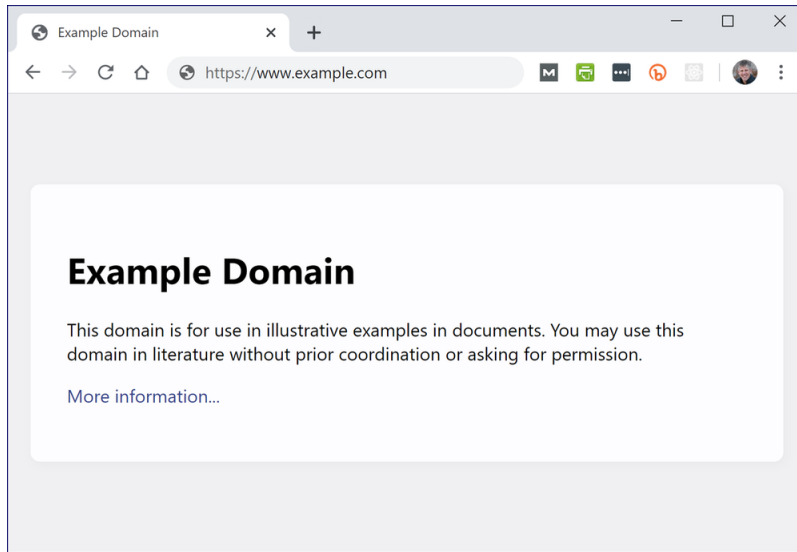 Example Domain
https://www.example.com
Example Domain
This domain is for use in illustrative examples in documents. You may use this
domain in literature without prior coordination or asking for permission.
More information...